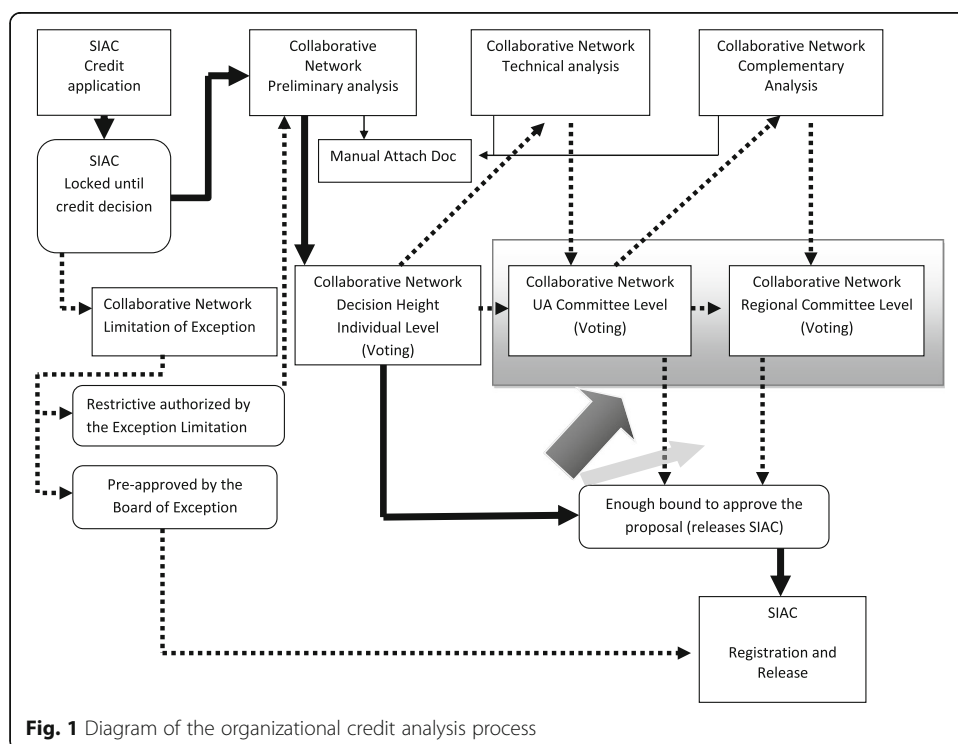 SIAC
Credit
application
Collaborative
Network
Preliminary analysis
Collaborative Network
Technical analysis
Collaborative Network
Complementary
Analysis
Manual Attach Doc
SIAC
Locked until
credit decision
Collaborative Network
Decision Height
Individual Level
(Voting)
Collaborative Network
UA Committee Level
(Voting)
Collaborative Network
Regional Committee Level
(Voting)
Collaborative Network
Limitation of Exception
Restrictive authorized by
the Exception Limitation
Pre-approved by the
Board of Exception
Enough bound to approve the
proposal (releases SIAC)
SIAC
Registration and
Release
Fig. 1 Diagram of the organizational credit analysis process